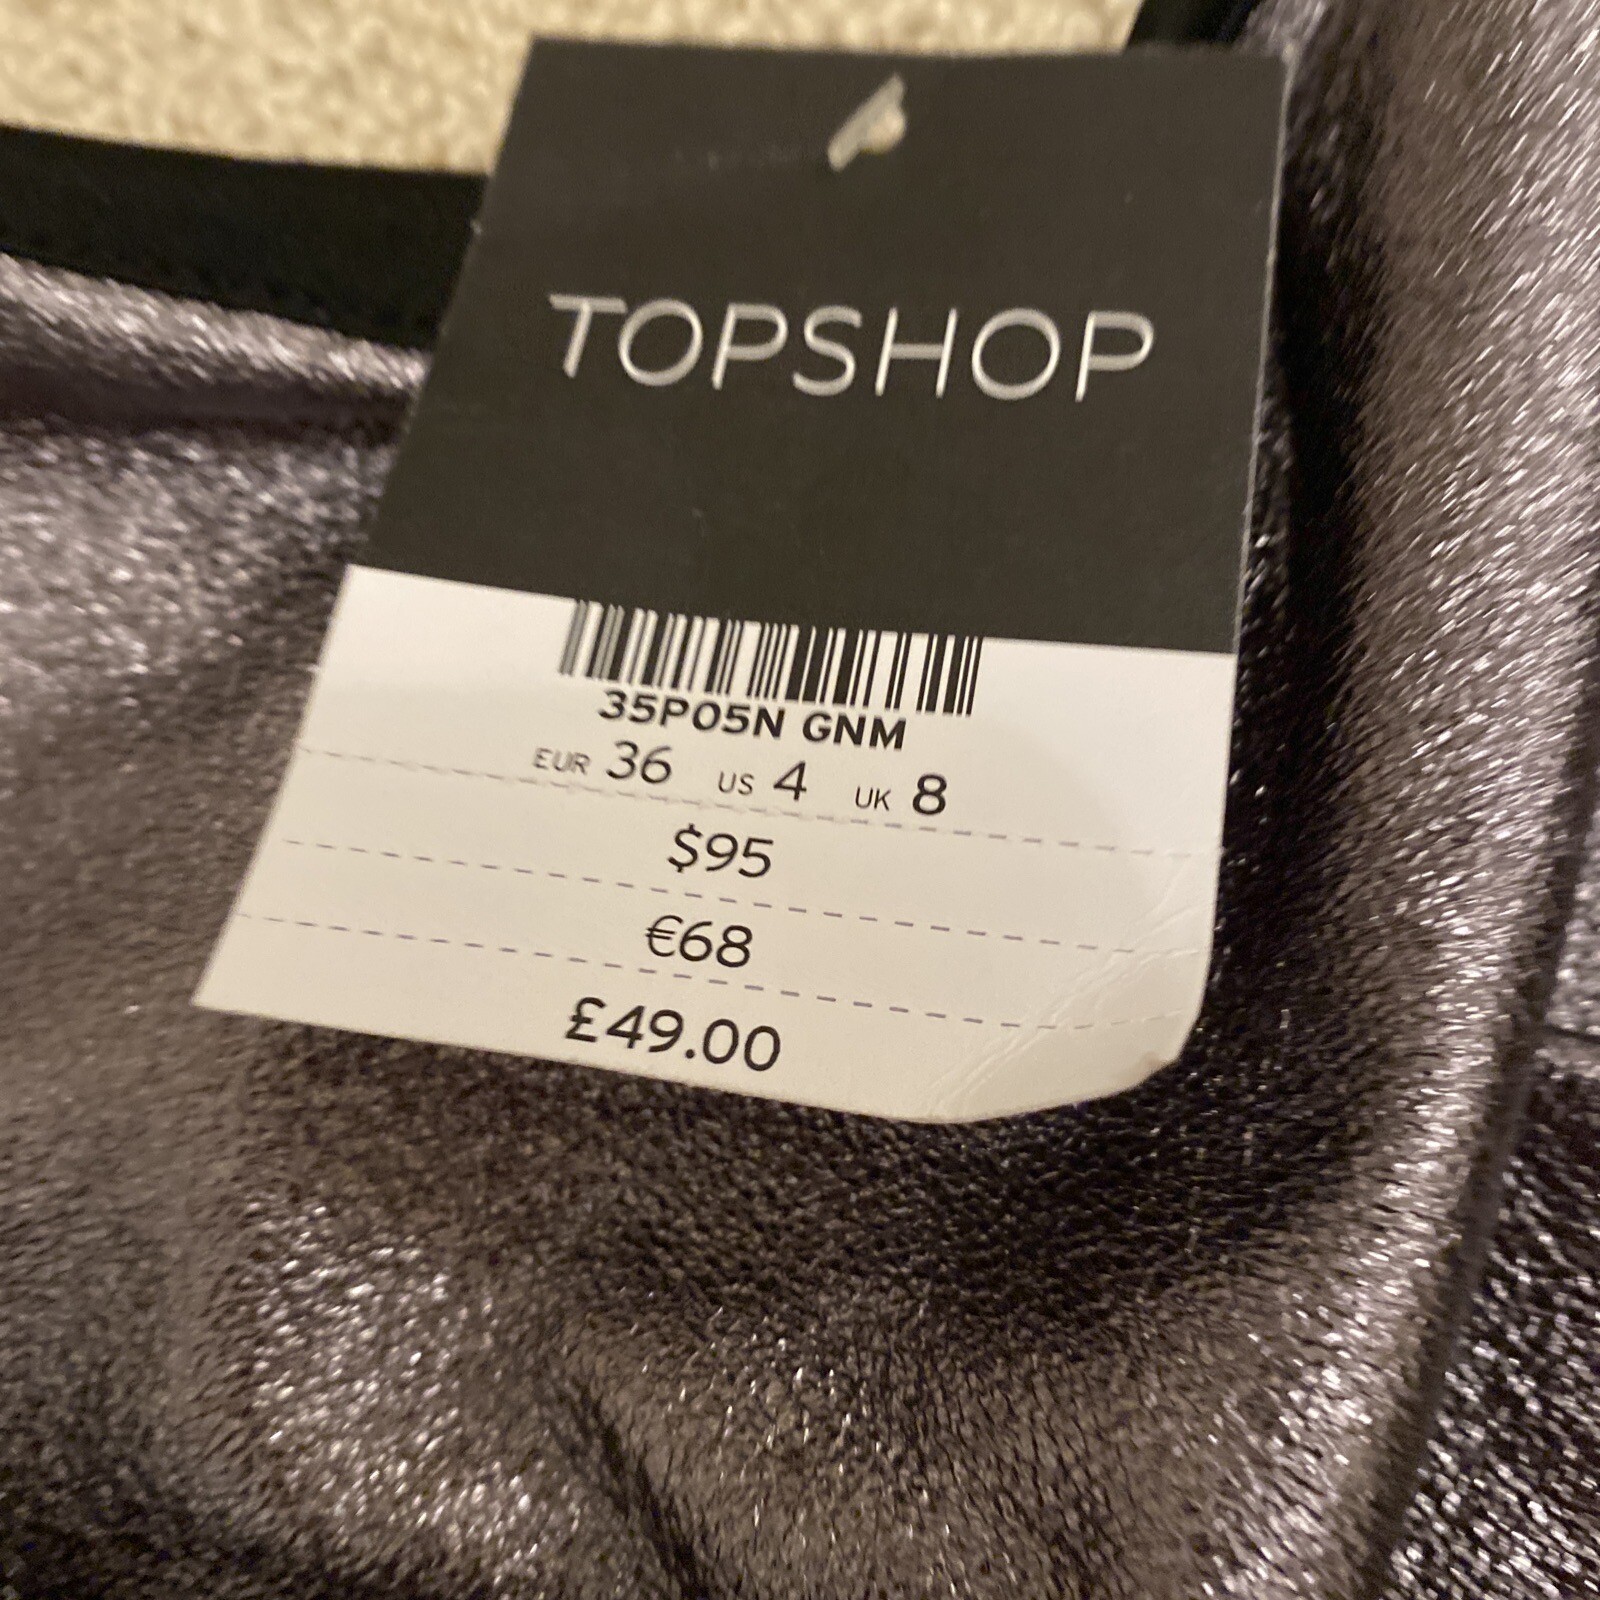 TOPSHOP
35P05N GNM
EUR 36 US 4 UK 8
$95
€68
£49.00